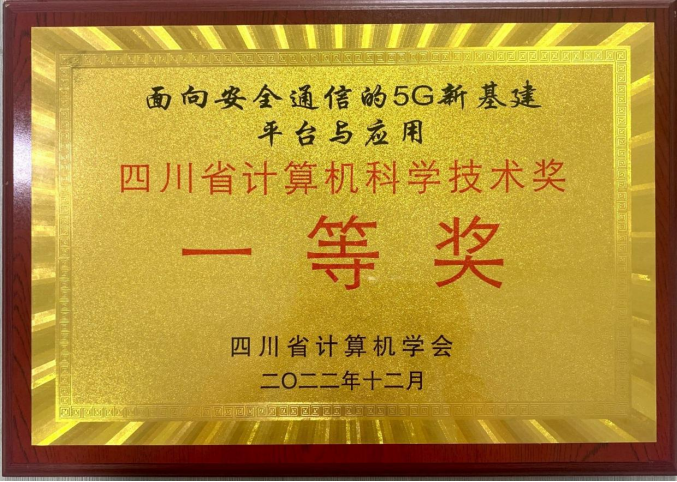 面向安全通信的5G新基建
平台与应用
四川省计算机科学技术奖
一等奖
四川省计算机学会
二〇二二年十二月